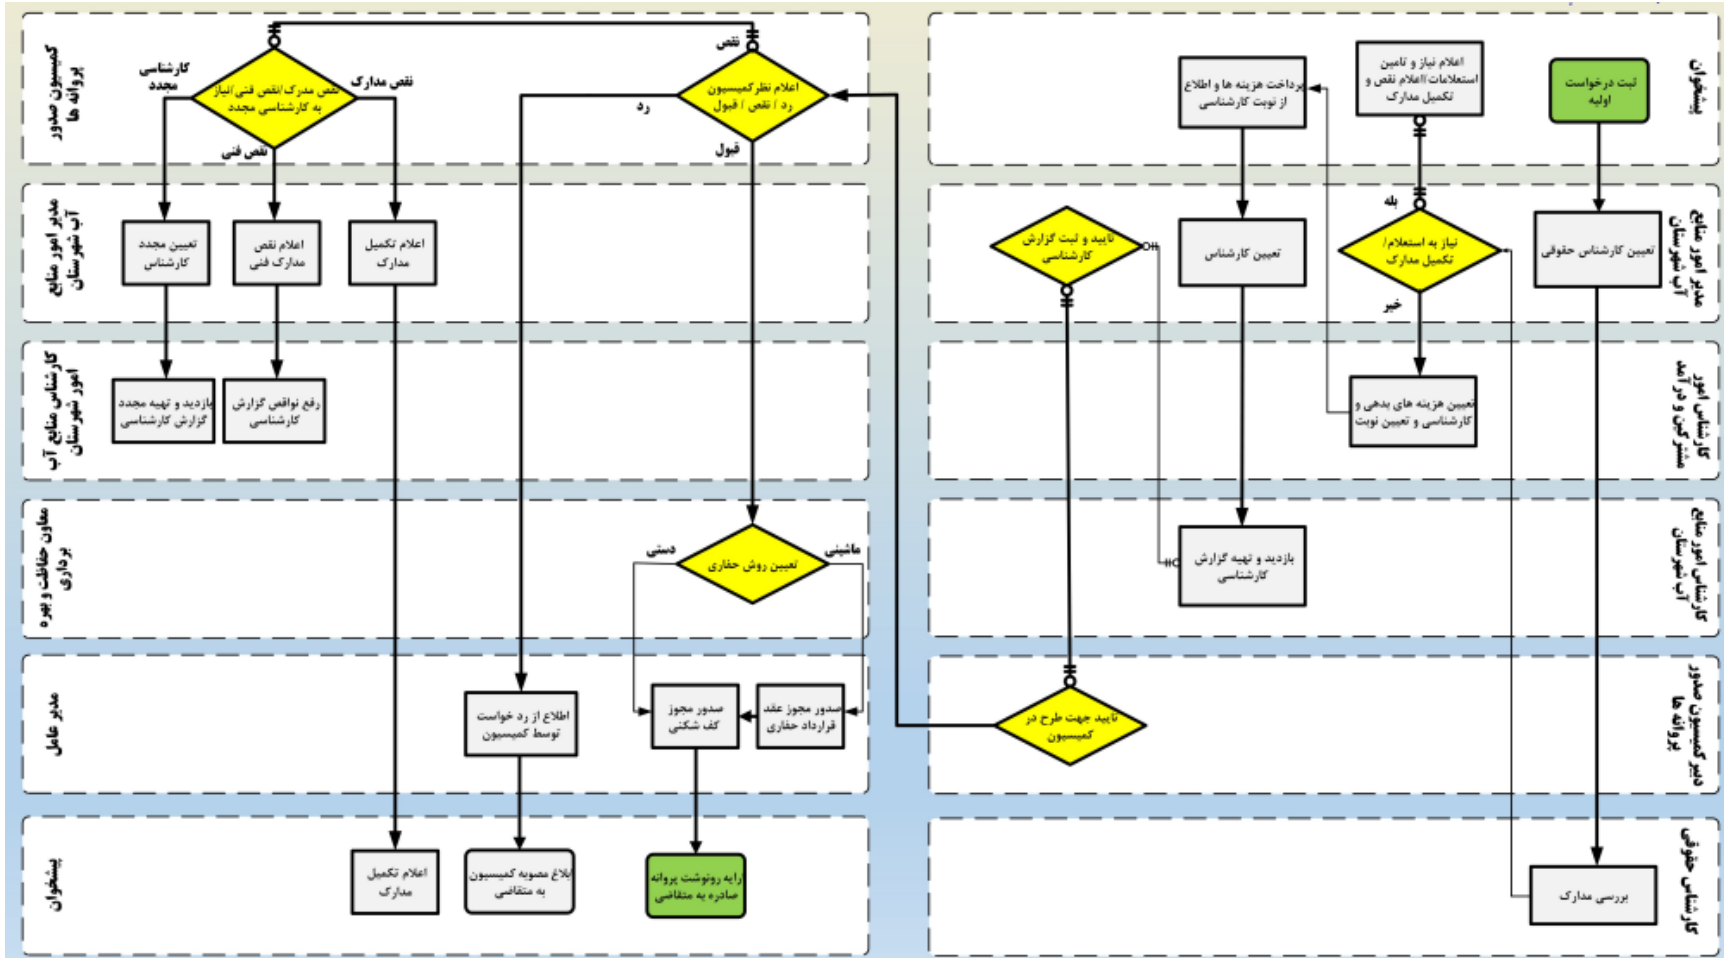 پیشخوان
ثبت درخواست
اولیه
اعلام نیاز و تامین
استعلامات/اعلام نقص و
تکمیل مدارک
پرداخت هزینه ها و اطلاع
از نوبت کارشناسی
مدیر امور منابع
آب شهرستان
تعیین کارشناس حقوقی
بله
نیاز به استعلام/
تکمیل مدارک
خیر
تعیین کارشناس
تایید و ثبت گزارش
کارشناسی
کارشناس امور
مشترکین و درآمد
تعیین هزینه های بدهی و
کارشناسی و تعیین نوبت
کارشناس امور منابع
آب شهرستان
بازدید و تهیه گزارش
کارشناسی
دبیر کمیسیون صدور
پروانه ها
تایید جهت طرح در
کمیسیون
کارشناس حقوقی
بررسی مدارک
کمیسیون صدور
پروانه ها
نقص
اعلام نظرکمیسیون
رد / نقص / قبول
رد
قبول
نقص مدارک
نقص مدرک/نقص فنی/نیاز
به کارشناسی مجدد
کارشناسی
مجدد
نقص فنی
مدیر امور منابع
آب شهرستان
اعلام تکمیل
مدارک
اعلام نقص
مدارک فنی
تعیین مجدد
کارشناس
کارشناس منابع آب
امور شهرستان
رفع نواقص گزارش
کارشناسی
بازدید و تهیه مجدد
گزارش کارشناسی
معاون حفاظت و بهره
برداری
ماشینی
تعیین روش حفاری
دستی
مدیر عامل
صدور مجوز عقد
قرارداد حفاری
صدور مجوز
کف شکنی
اطلاع از رد خواست
توسط کمیسیون
پیشخوان
رایه رونوشت پروانه
صادره به متقاضی
ابلاغ مصوبه کمیسیون
به متقاضی
اعلام تکمیل
مدارک